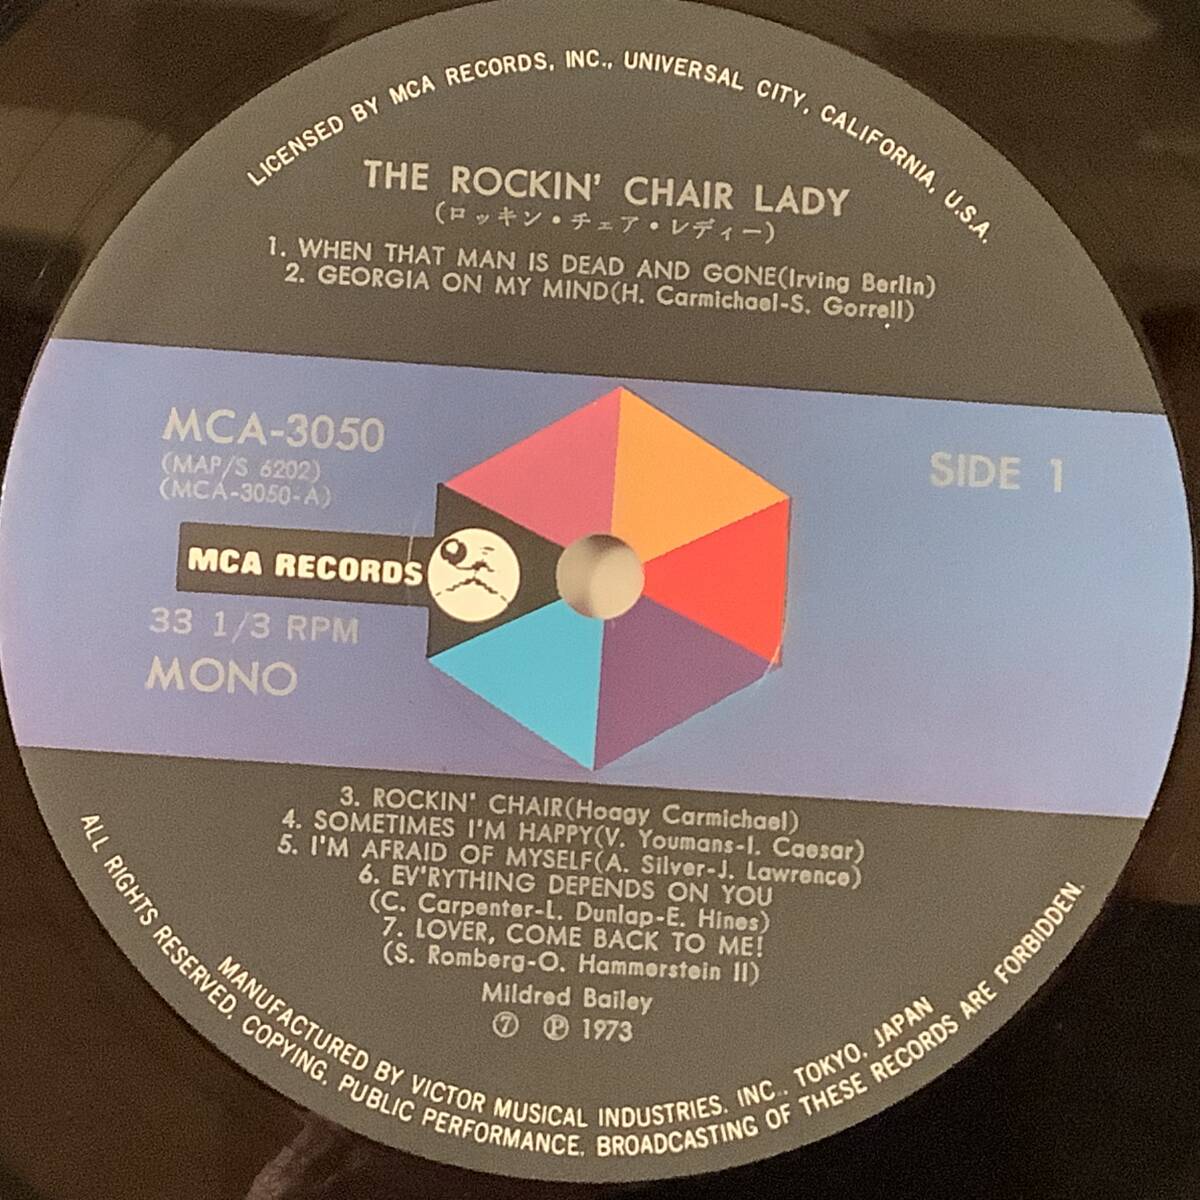 LICENSED BY MCA RECORDS, INC., UNIVERSAL CITY, CALIFORNIA, U.S.A.
THE ROCKIN' CHAIR LADY
(ロッキン・チェア・レディー)
1. WHEN THAT MAN IS DEAD AND GONE(Irving Berlin)
2. GEORGIA ON MY MIND(H. Carmichael-S. Gorrell)
MCA-3050
(MAP/S 6202)
(MCA-3050-A)
SIDE 1
MCA RECORDS
33 1/3 RPM
MONO
3. ROCKIN' CHAIR(Hoagy Carmichael)
4. SOMETIMES I'M HAPPY(V. Youmans-I. Caesar)
5. I'M AFRAID OF MYSELF(A. Silver-J. Lawrence)
6. EV'RYTHING DEPENDS ON YOU
(C. Carpenter-L. Dunlap-E. Hines)
7. LOVER, COME BACK TO ME!
(S. Romberg-O. Hammerstein II)
Mildred Bailey
⑦ Ⓟ 1973
MANUFACTURED BY VICTOR MUSICAL INDUSTRIES, INC., TOKYO, JAPAN
ALL RIGHTS RESERVED, COPYING, PUBLIC PERFORMANCE, BROADCASTING OF THESE RECORDS ARE FORBIDDEN.